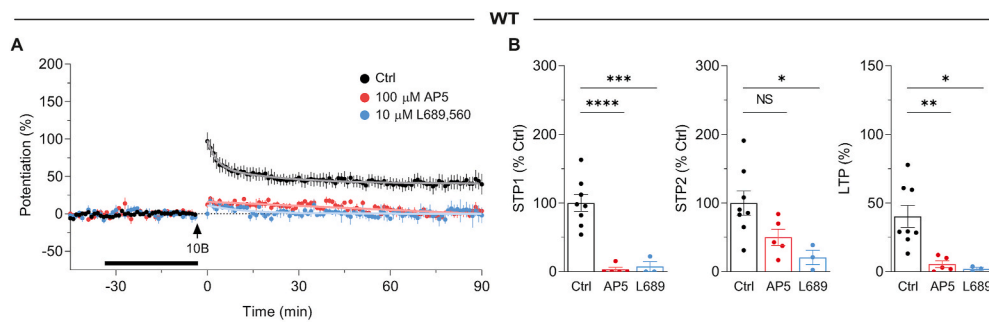 WT
A
200
150
100
50
0
-50
Potentiation (%)
Ctrl
100 μM AP5
10 μM L689,560
10B
-30
0
30
60
90
Time (min)
B
300
200
100
0
STP1 (% Ctrl)
***
****
Ctrl
AP5
L689
300
200
100
0
STP2 (% Ctrl)
*
NS
Ctrl
AP5
L689
150
100
50
0
LTP (%)
*
**
Ctrl
AP5
L689